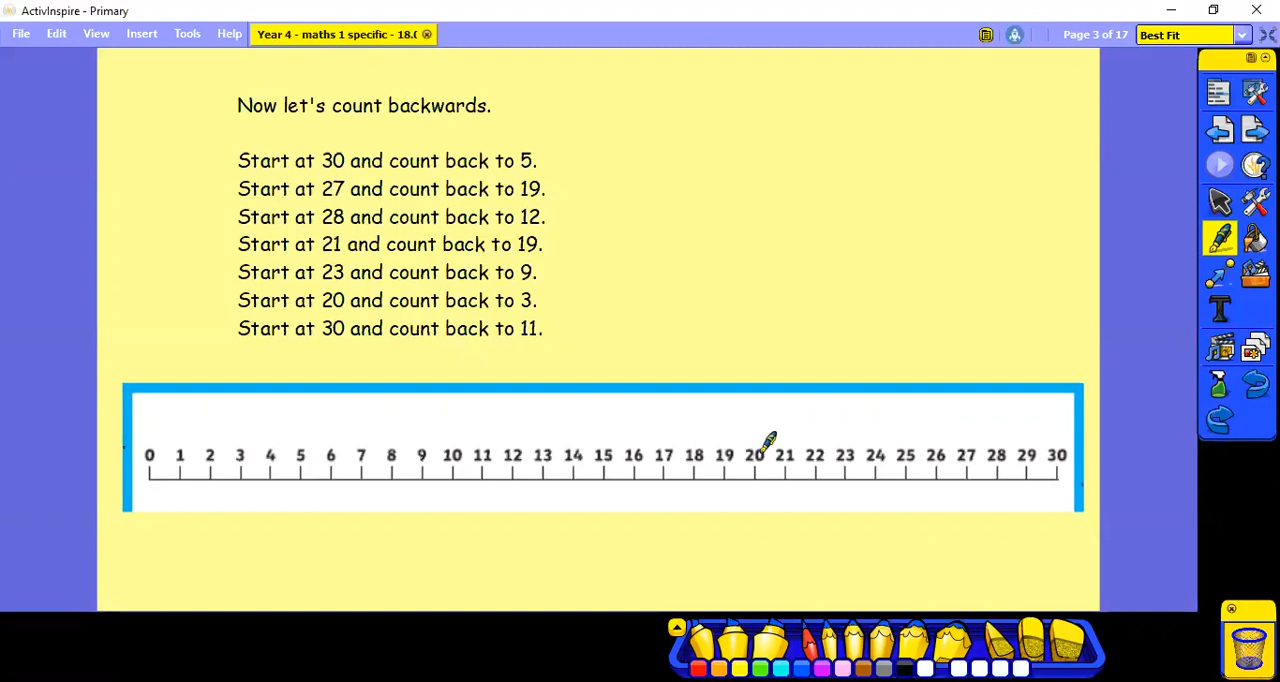 ActivInspire - Primary
File Edit View Insert Tools Help Year 4 - maths 1 specific - 18.( Page 3 of 17 Best Fit
Now let's count backwards.
Start at 30 and count back to 5.
Start at 27 and count back to 19.
Start at 28 and count back to 12.
Start at 21 and count back to 19.
Start at 23 and count back to 9.
Start at 20 and count back to 3.
Start at 30 and count back to 11.
0 1 2 3 4 5 6 7 8 9 10 11 12 13 14 15 16 17 18 19 20 21 22 23 24 25 26 27 28 29 30